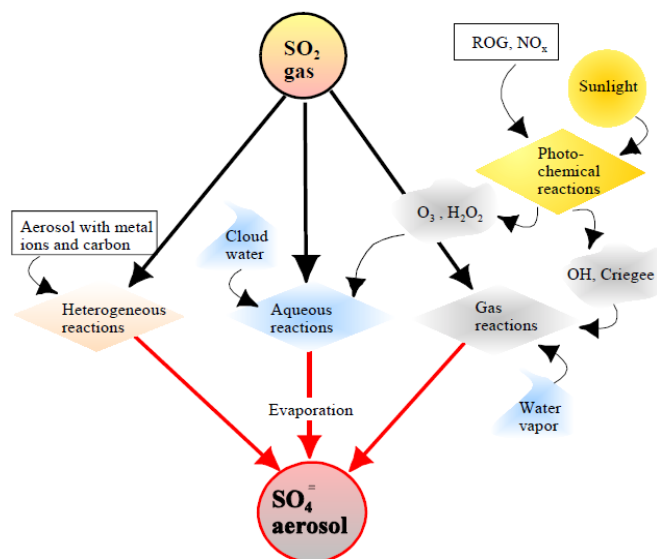 SO₂
gas
ROG, NOₓ
Sunlight
Photo-
chemical
reactions
O₃ , H₂O₂
Aerosol with metal
ions and carbon
Cloud
water
OH, Criegee
Heterogeneous
reactions
Aqueous
reactions
Gas
reactions
Evaporation
Water
vapor
SO₄⁼
aerosol